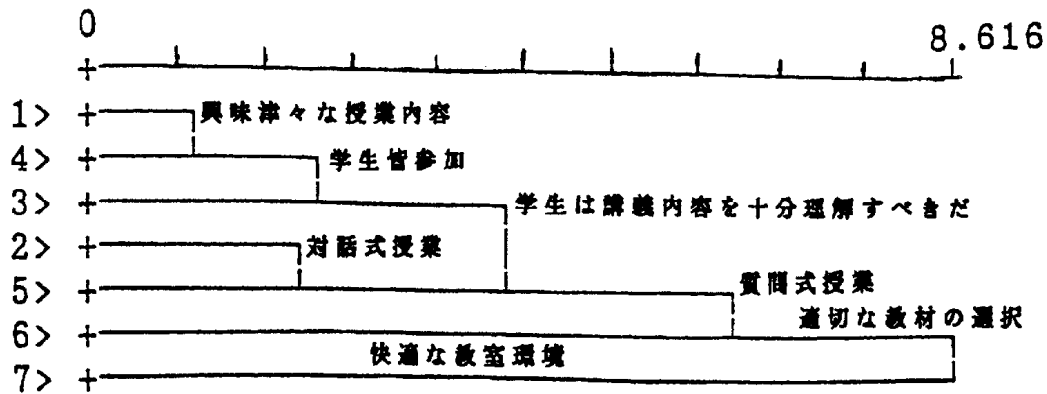 0
8.616
1> 興味津々な授業内容
4> 学生皆参加
3> 学生は講義内容を十分理解すべきだ
2> 対話式授業
5> 質問式授業
6> 適切な教材の選択
7> 快適な教室環境